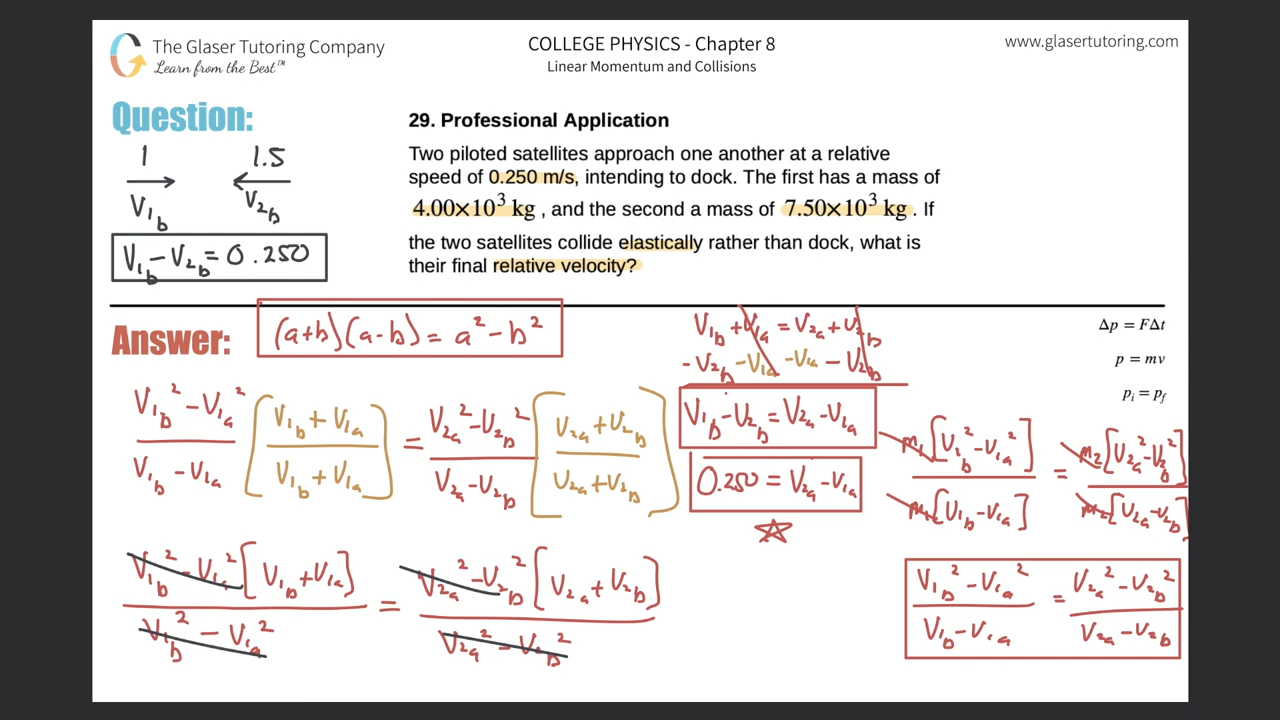 The Glaser Tutoring Company
Learn from the Best™
COLLEGE PHYSICS - Chapter 8
Linear Momentum and Collisions
www.glasertutoring.com
Question:
1 1.5
V1b V2b
V1b - V2b = 0.250
29. Professional Application
Two piloted satellites approach one another at a relative
speed of 0.250 m/s, intending to dock. The first has a mass of
4.00×10³ kg , and the second a mass of 7.50×10³ kg . If
the two satellites collide elastically rather than dock, what is
their final relative velocity?
Answer:
(a+b)(a-b) = a² - b²
V1b² - V1a² / V1b - V1a [V1b + V1a / V1b + V1a] = V2a² - V2b² / V2a - V2b [V2a + V2b / V2a + V2b]
V1b² - V1a² [V1b + V1a] / V1b² - V1a² = V2a² - V2b² [V2a + V2b] / V2a² - V2b²
V1b + V1a = V2a + V2b
- V2b - V1a - V1a - V2b
V1b - V2b = V2a - V1a
0.250 = V2a - V1a
Δp = FΔt
p = mv
pi = pf
m1[V1b² - V1a²] / m1[V1b - V1a] = m2[V2a² - V2b²] / m2[V2a - V2b]
V1b² - V1a² / V1b - V1a = V2a² - V2b² / V2a - V2b